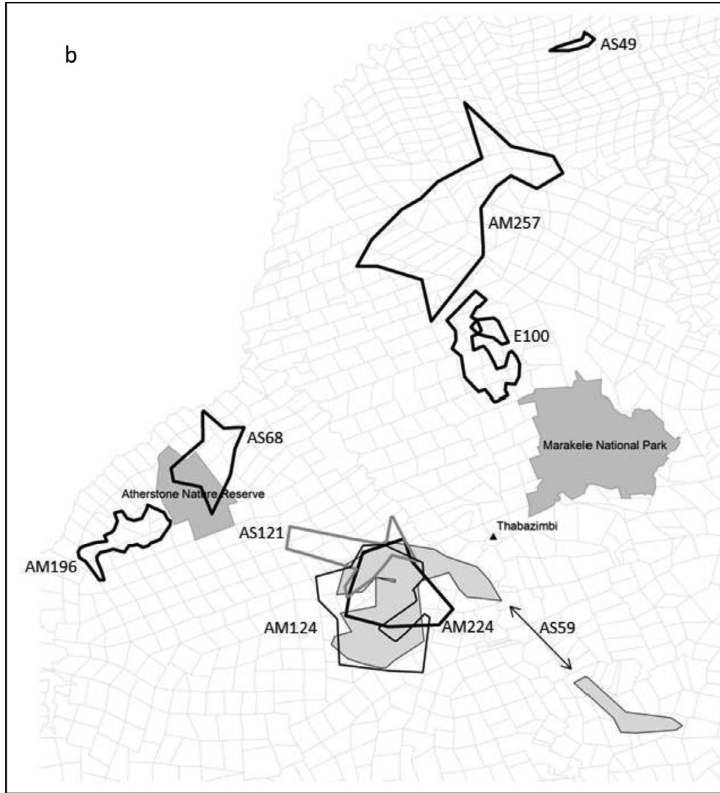 b
AS49
AM257
E100
AS68
Marakele National Park
Atherstone Nature Reserve
AS121
Thabazimbi
AM196
AM124
AM224
AS59